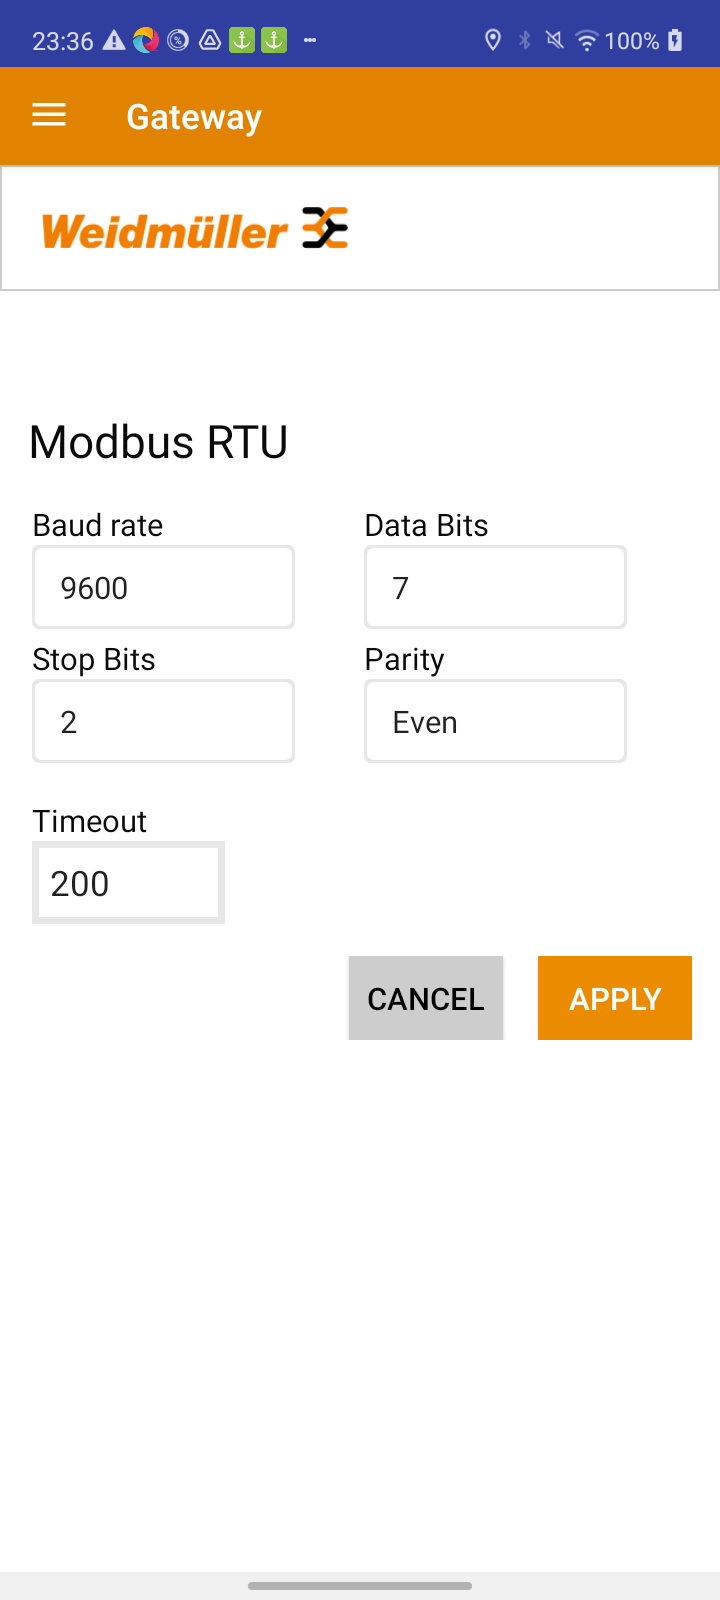 23:36 100%
Gateway
Weidmüller
Modbus RTU
Baud rate Data Bits
9600 7
Stop Bits Parity
2 Even
Timeout
200
CANCEL APPLY